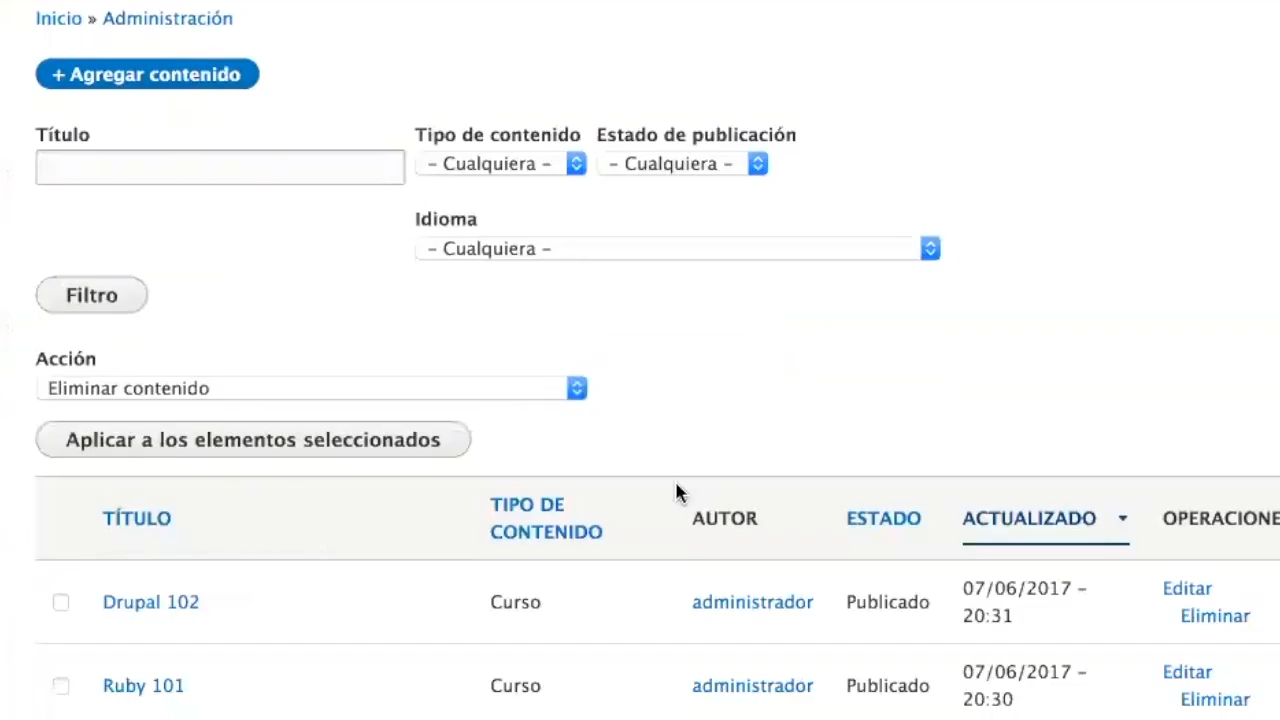 Inicio » Administración
+ Agregar contenido
Título
Tipo de contenido
Estado de publicación
- Cualquiera -
- Cualquiera -
Idioma
- Cualquiera -
Filtro
Acción
Eliminar contenido
Aplicar a los elementos seleccionados
TÍTULO
TIPO DE
CONTENIDO
AUTOR
ESTADO
ACTUALIZADO
OPERACIONE
Drupal 102
Curso
administrador
Publicado
07/06/2017 -
20:31
Editar
Eliminar
Ruby 101
Curso
administrador
Publicado
07/06/2017 -
20:30
Editar
Eliminar